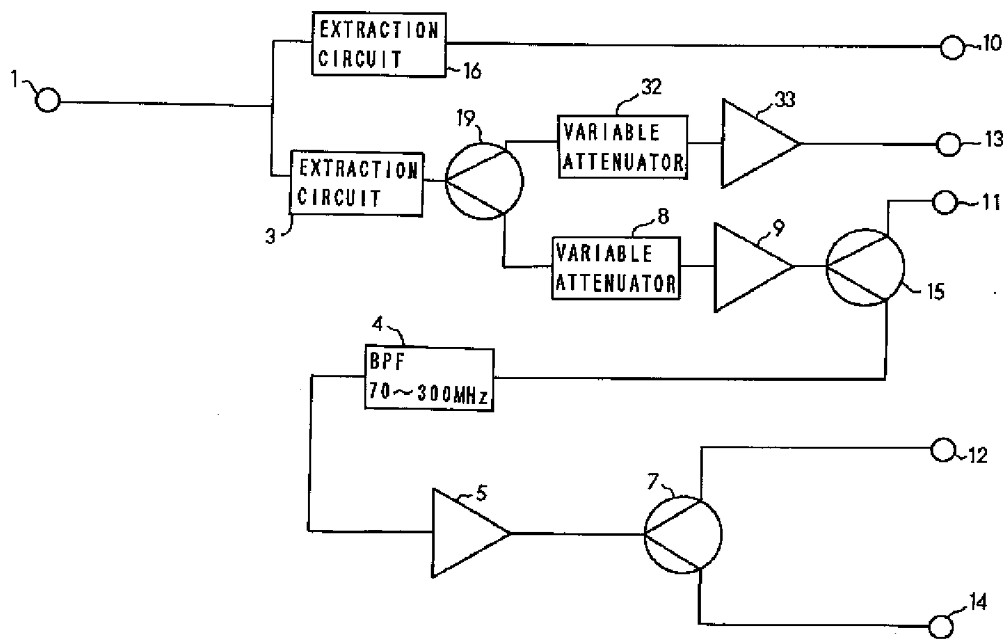 EXTRACTION
CIRCUIT
16
10
1
19
32
VARIABLE
ATTENUATOR
33
13
EXTRACTION
CIRCUIT
3
11
8
VARIABLE
ATTENUATOR
9
15
4
BPF
70~300MHz
12
5
7
14